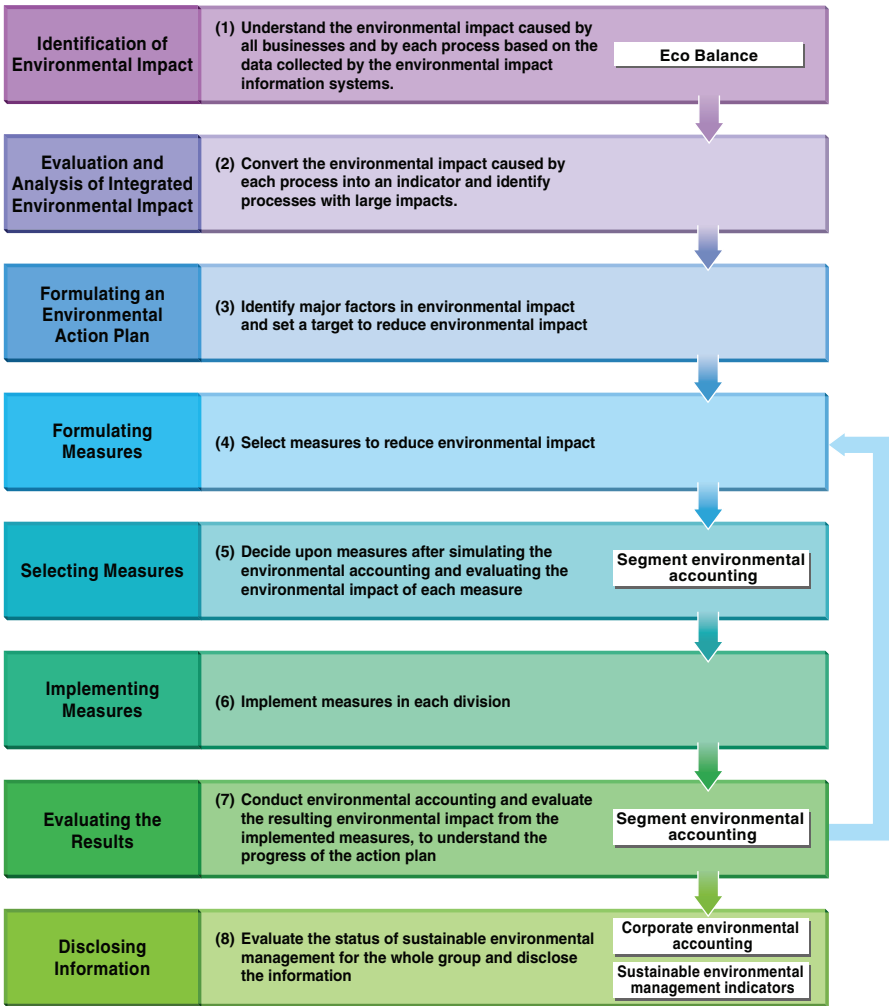 Identification of
Environmental Impact
(1) Understand the environmental impact caused by
all businesses and by each process based on the
data collected by the environmental impact
information systems.
Eco Balance
Evaluation and
Analysis of Integrated
Environmental Impact
(2) Convert the environmental impact caused by
each process into an indicator and identify
processes with large impacts.
Formulating an
Environmental
Action Plan
(3) Identify major factors in environmental impact
and set a target to reduce environmental impact
Formulating
Measures
(4) Select measures to reduce environmental impact
Selecting Measures
(5) Decide upon measures after simulating the
environmental accounting and evaluating the
environmental impact of each measure
Segment environmental
accounting
Implementing
Measures
(6) Implement measures in each division
Evaluating the
Results
(7) Conduct environmental accounting and evaluate
the resulting environmental impact from the
implemented measures, to understand the
progress of the action plan
Segment environmental
accounting
Disclosing
Information
(8) Evaluate the status of sustainable environmental
management for the whole group and disclose
the information
Corporate environmental
accounting
Sustainable environmental
management indicators